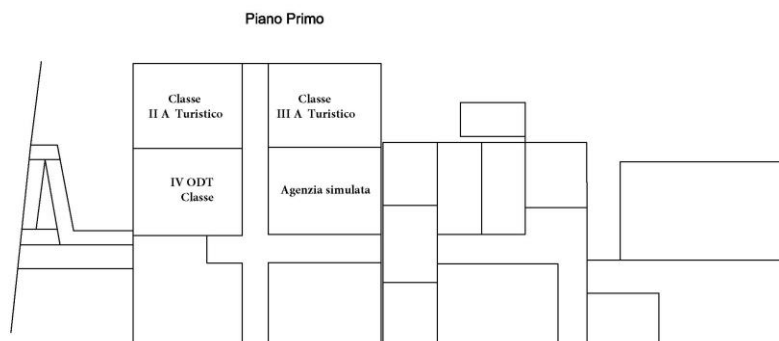 Piano Primo
Classe
II A Turistico
Classe
III A Turistico
IV ODT
Classe
Agenzia simulata